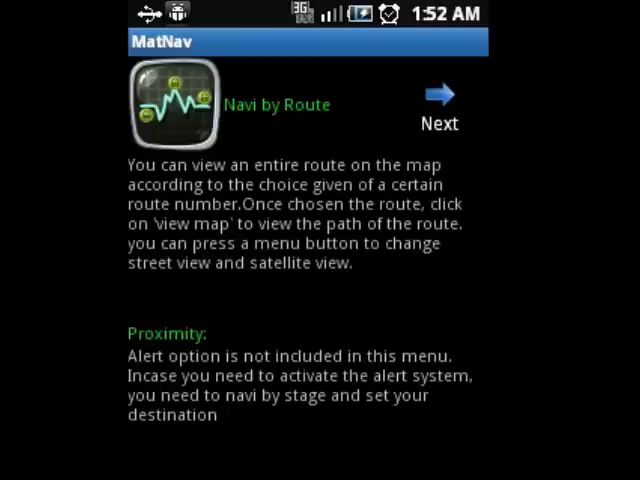 3G 1:52 AM
MatNav
Navi by Route
Next
You can view an entire route on the map
according to the choice given of a certain
route number.Once chosen the route, click
on 'view map' to view the path of the route.
you can press a menu button to change
street view and satellite view.
Proximity:
Alert option is not included in this menu.
Incase you need to activate the alert system,
you need to navi by stage and set your
destination